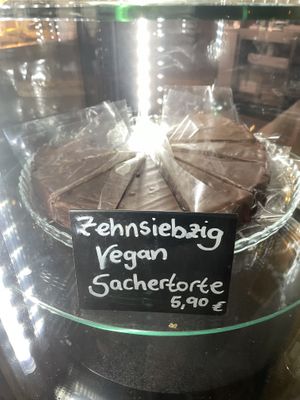 Zehnsiebzig
Vegan
Sachertorte
5,90 €